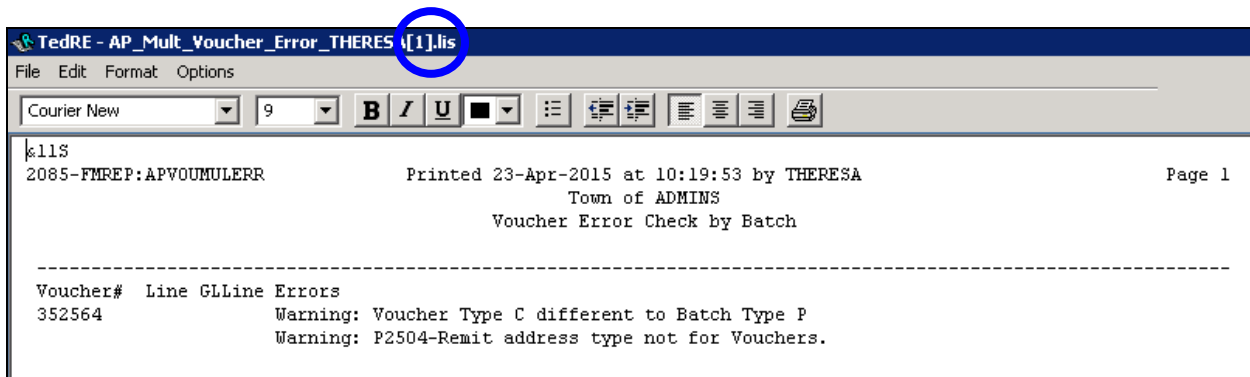 TedRE - AP_Mult_Voucher_Error_THERESA[1].lis
File Edit Format Options
Courier New 9 B I U
&l1S
2085-FMREP:APVOUMULERR Printed 23-Apr-2015 at 10:19:53 by THERESA Page 1
Town of ADMINS
Voucher Error Check by Batch
Voucher# Line GLLine Errors
352564 Warning: Voucher Type C different to Batch Type P
Warning: P2504-Remit address type not for Vouchers.